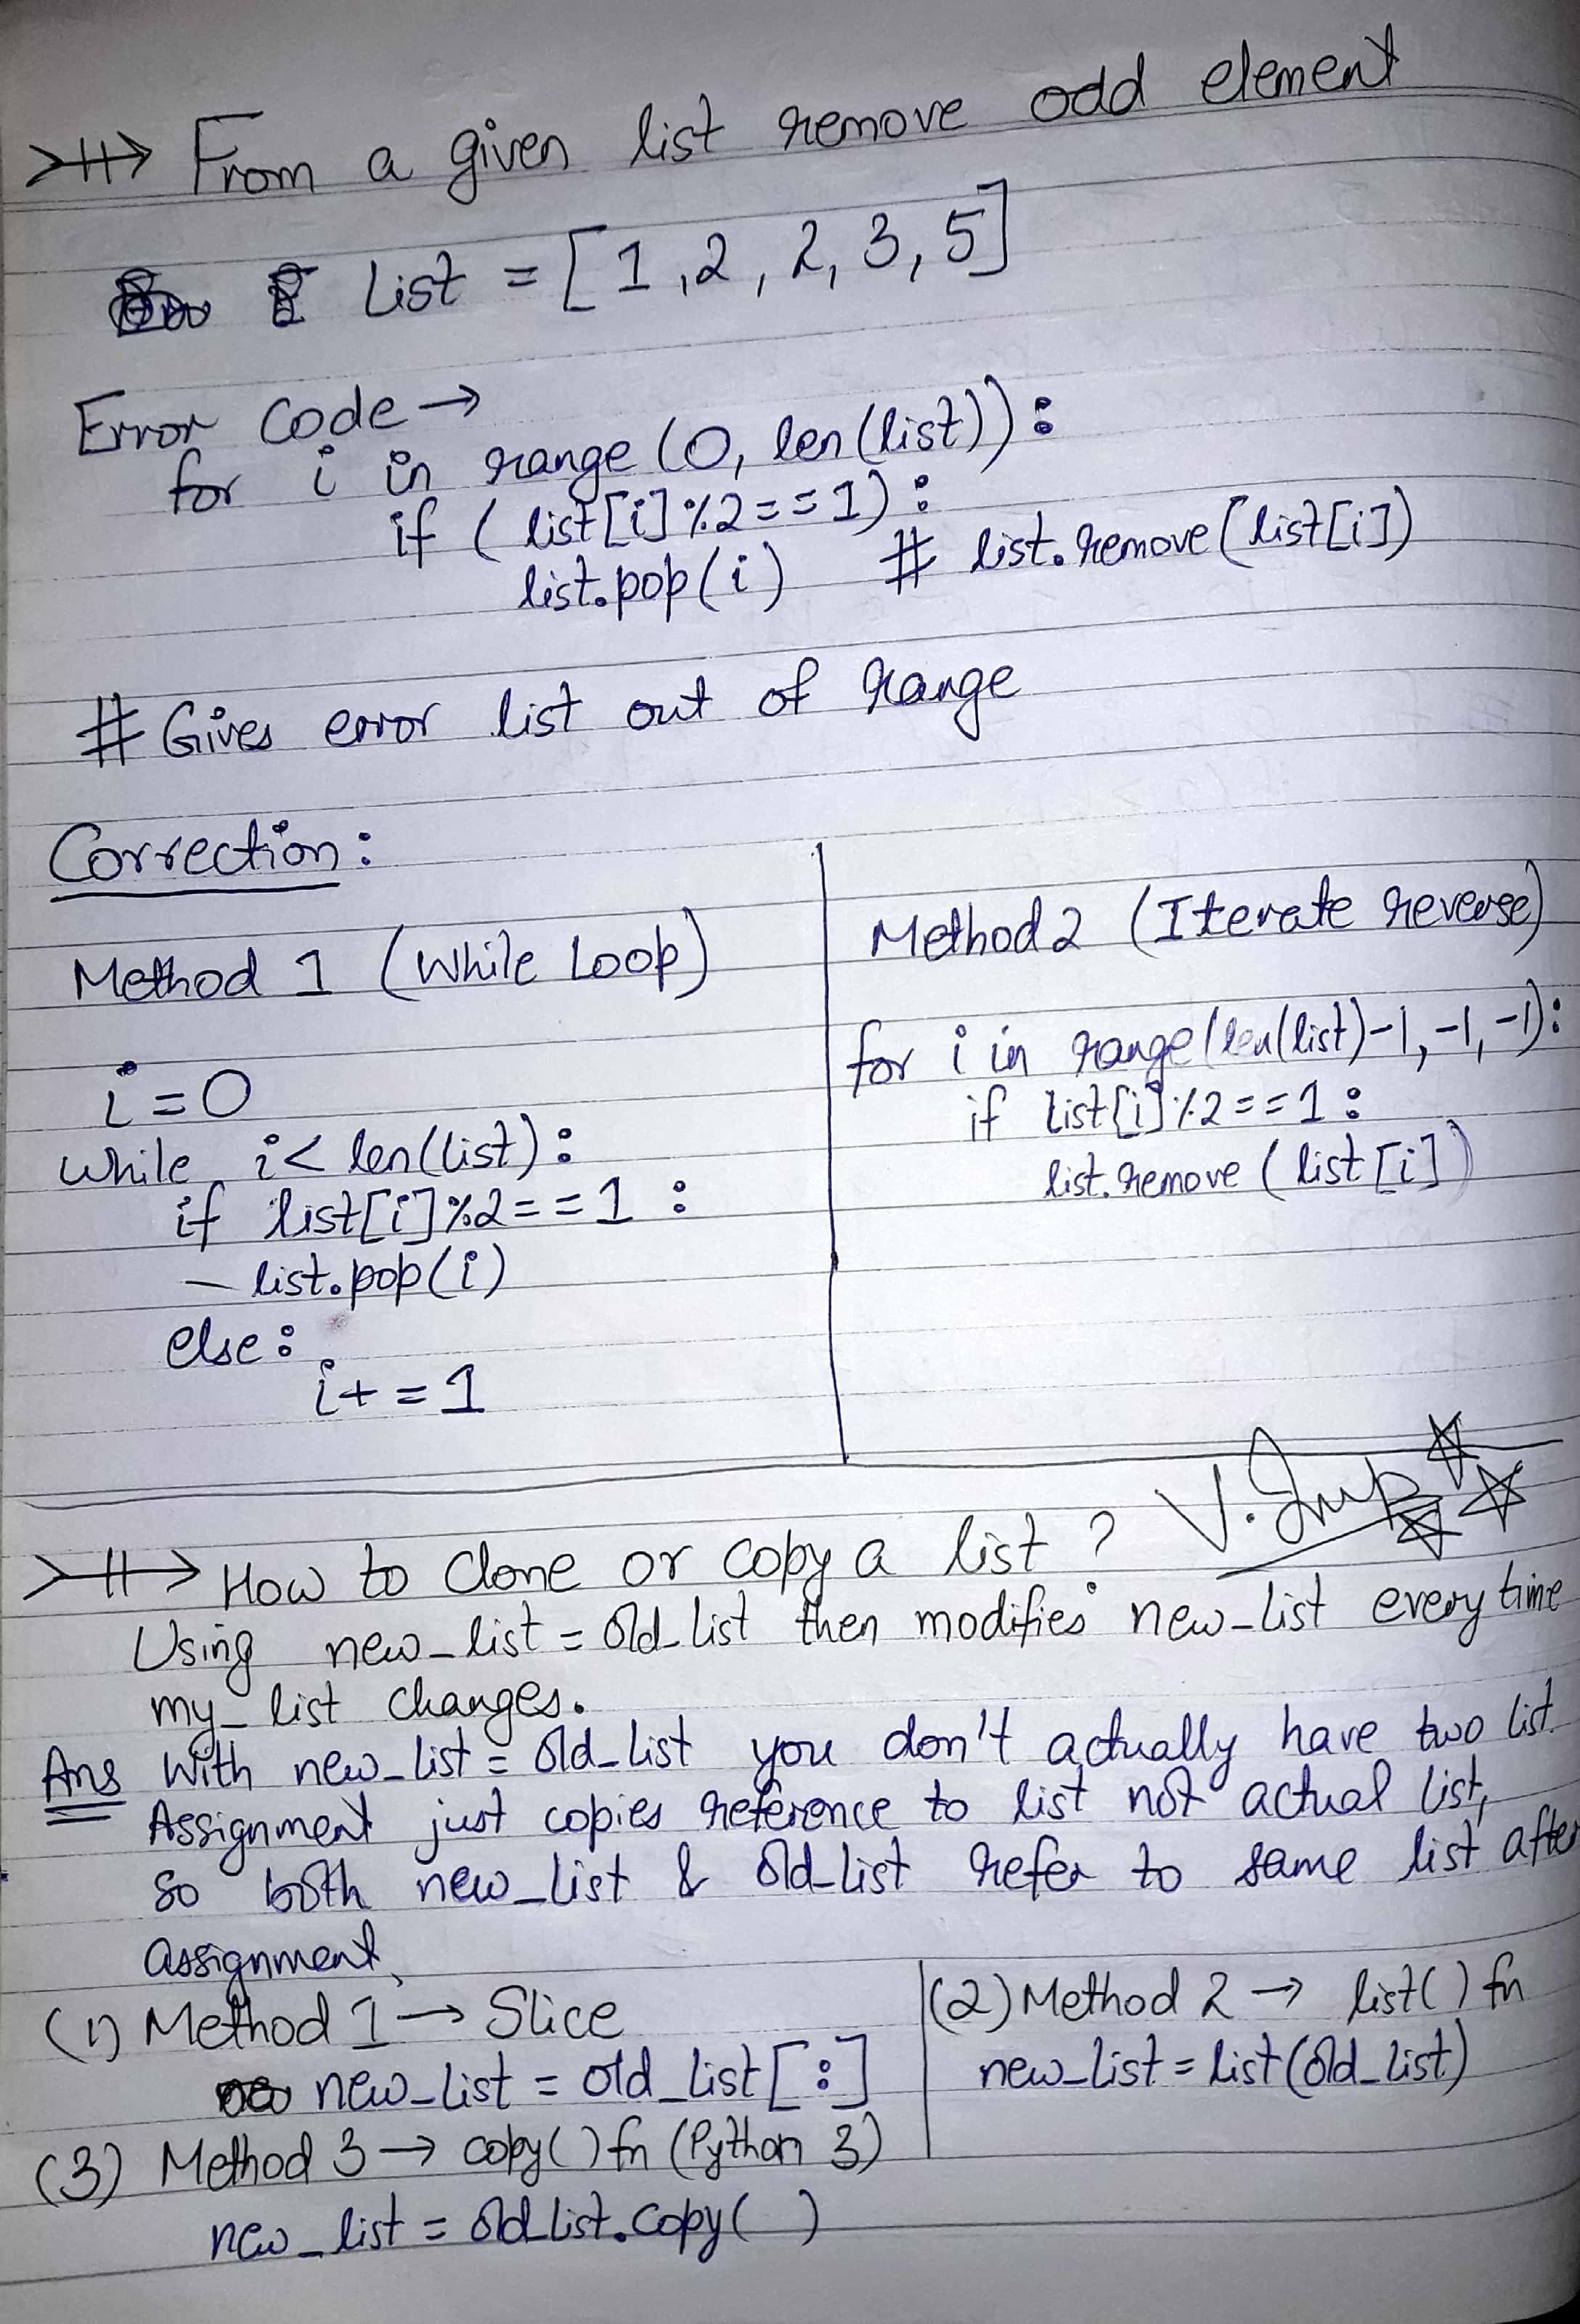 From a given list remove odd element
List = [1,2,2,3,5]
Error Code →
for i in range (0, len(list)):
if ( list[i]%2==1):
list.pop(i) # list.remove(list[i])
# Gives error list out of range
Correction:
Method 1 (While Loop)
i=0
while i< len(list):
if list[i]%2==1 :
– list.pop(i)
else:
i+=1
Method 2 (Iterate reverse)
for i in range(len(list)-1,-1,-1):
if list[i]%2==1 :
list.remove (list[i])
V.Imp
How to clone or copy a list ?
Using new_list = old_list then modifies new_list every time
my_list changes.
Ans With new_list = old_list you don't actually have two list.
Assignment just copies reference to list not actual list,
so both new_list & old_list refer to same list after
assignment,
(1) Method 1 → Slice
new_list = old_list[:]
(2) Method 2 → list() fn
new_list = list(old_list)
(3) Method 3 → copy() fn (Python 3)
new_list = old_list.copy( )